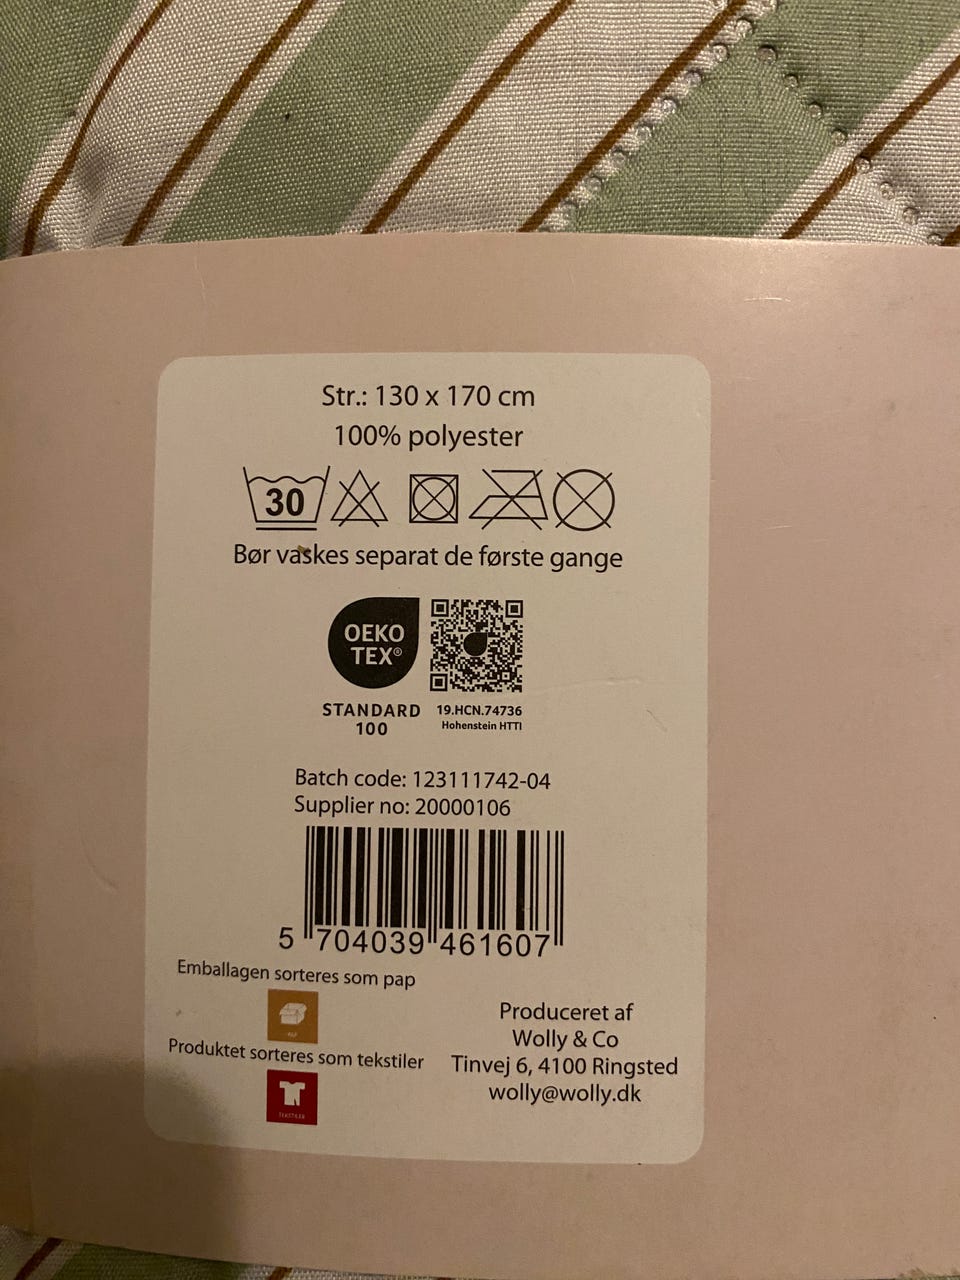 Str.: 130 x 170 cm
100% polyester
30
Bør vaskes separat de første gange
OEKO
TEX®
STANDARD
100
19.HCN.74736
Hohenstein HTTI
Batch code: 123111742-04
Supplier no: 20000106
5 704039 461607
Emballagen sorteres som pap
PAP
Produktet sorteres som tekstiler
TEKSTILER
Produceret af
Wolly & Co
Tinvej 6, 4100 Ringsted
wolly@wolly.dk